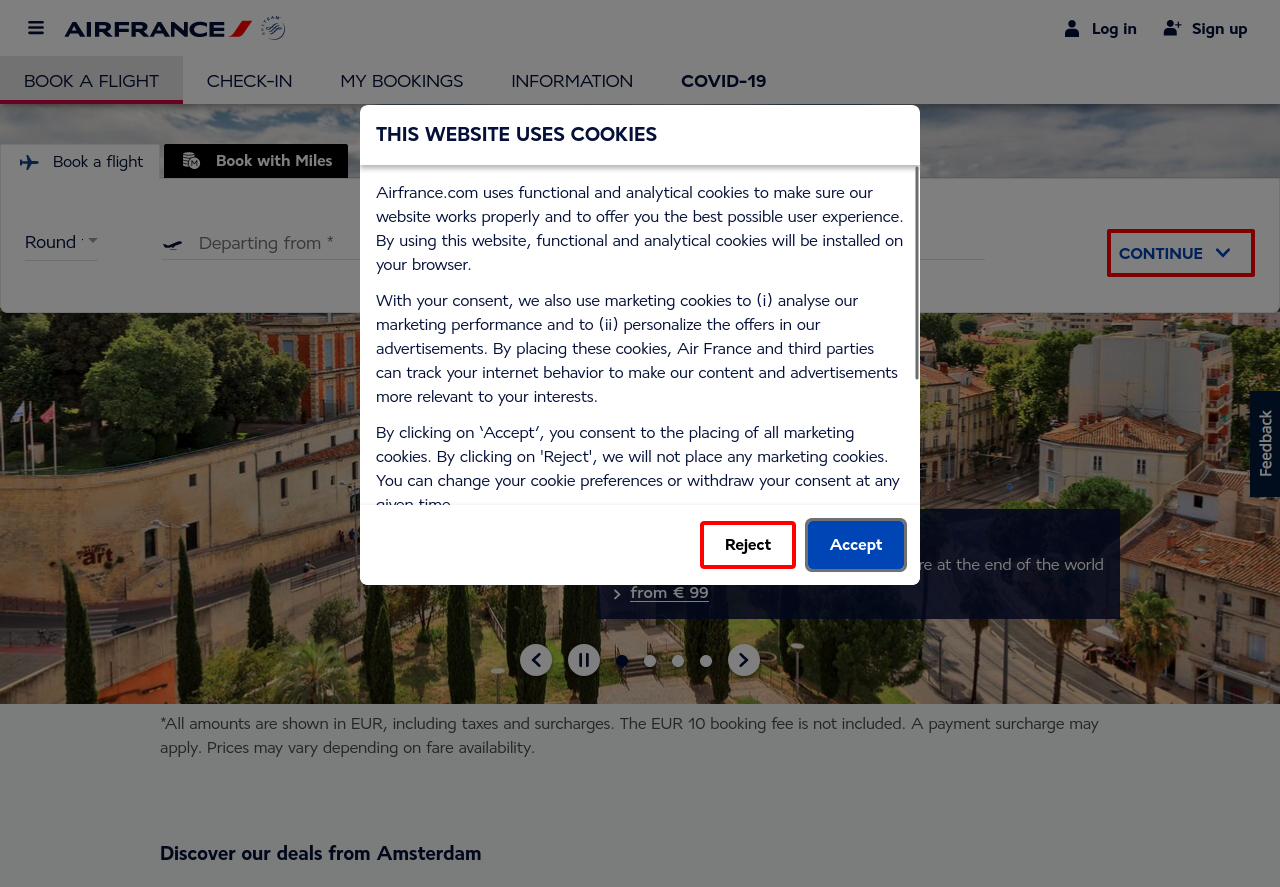 AIRFRANCE
Log in
Sign up
BOOK A FLIGHT
CHECK-IN
MY BOOKINGS
INFORMATION
COVID-19
THIS WEBSITE USES COOKIES
Book a flight
Book with Miles
Airfrance.com uses functional and analytical cookies to make sure our
website works properly and to offer you the best possible user experience.
By using this website, functional and analytical cookies will be installed on
your browser.
Round
Departing from *
CONTINUE
With your consent, we also use marketing cookies to (i) analyse our
marketing performance and to (ii) personalize the offers in our
advertisements. By placing these cookies, Air France and third parties
can track your internet behavior to make our content and advertisements
more relevant to your interests.
By clicking on ‘Accept’, you consent to the placing of all marketing
cookies. By clicking on 'Reject', we will not place any marketing cookies.
You can change your cookie preferences or withdraw your consent at any
given time.
Feedback
art
Reject
Accept
re at the end of the world
from € 99
*All amounts are shown in EUR, including taxes and surcharges. The EUR 10 booking fee is not included. A payment surcharge may
apply. Prices may vary depending on fare availability.
Discover our deals from Amsterdam